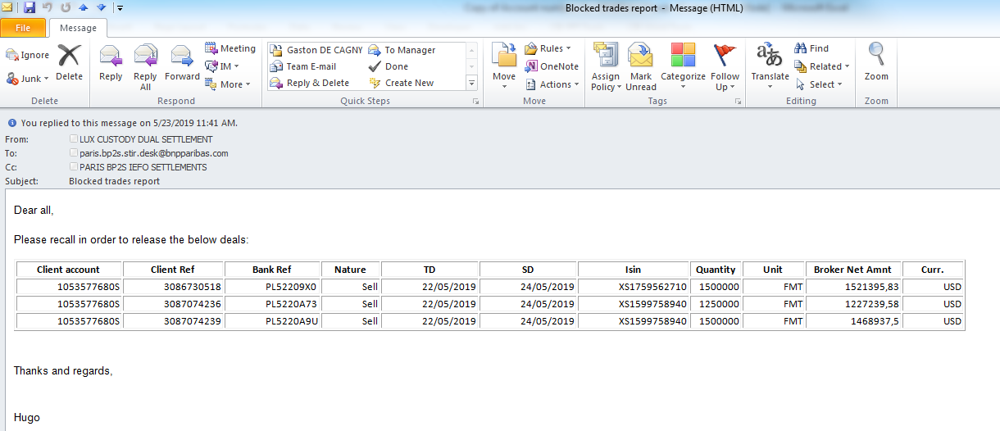 Blocked trades report - Message (HTML)
File Message
Ignore
Junk
Delete
Delete
Reply
Reply All
Forward
Meeting
IM
More
Respond
Gaston DE CAGNY
Team E-mail
Reply & Delete
To Manager
Done
Create New
Quick Steps
Move
Rules
OneNote
Actions
Move
Assign Policy
Mark Unread
Categorize
Follow Up
Tags
Translate
Find
Related
Select
Editing
Zoom
Zoom
You replied to this message on 5/23/2019 11:41 AM.
From: LUX CUSTODY DUAL SETTLEMENT
To: paris.bp2s.stir.desk@bnpparibas.com
Cc: PARIS BP2S IEFO SETTLEMENTS
Subject: Blocked trades report
Dear all,
Please recall in order to release the below deals:
Client account Client Ref Bank Ref Nature TD SD Isin Quantity Unit Broker Net Amnt Curr.
1053577680S 3086730518 PL52209X0 Sell 22/05/2019 24/05/2019 XS1759562710 1500000 FMT 1521395,83 USD
1053577680S 3087074236 PL5220A73 Sell 22/05/2019 24/05/2019 XS1599758940 1250000 FMT 1227239,58 USD
1053577680S 3087074239 PL5220A9U Sell 22/05/2019 24/05/2019 XS1599758940 1500000 FMT 1468937,5 USD
Thanks and regards,
Hugo